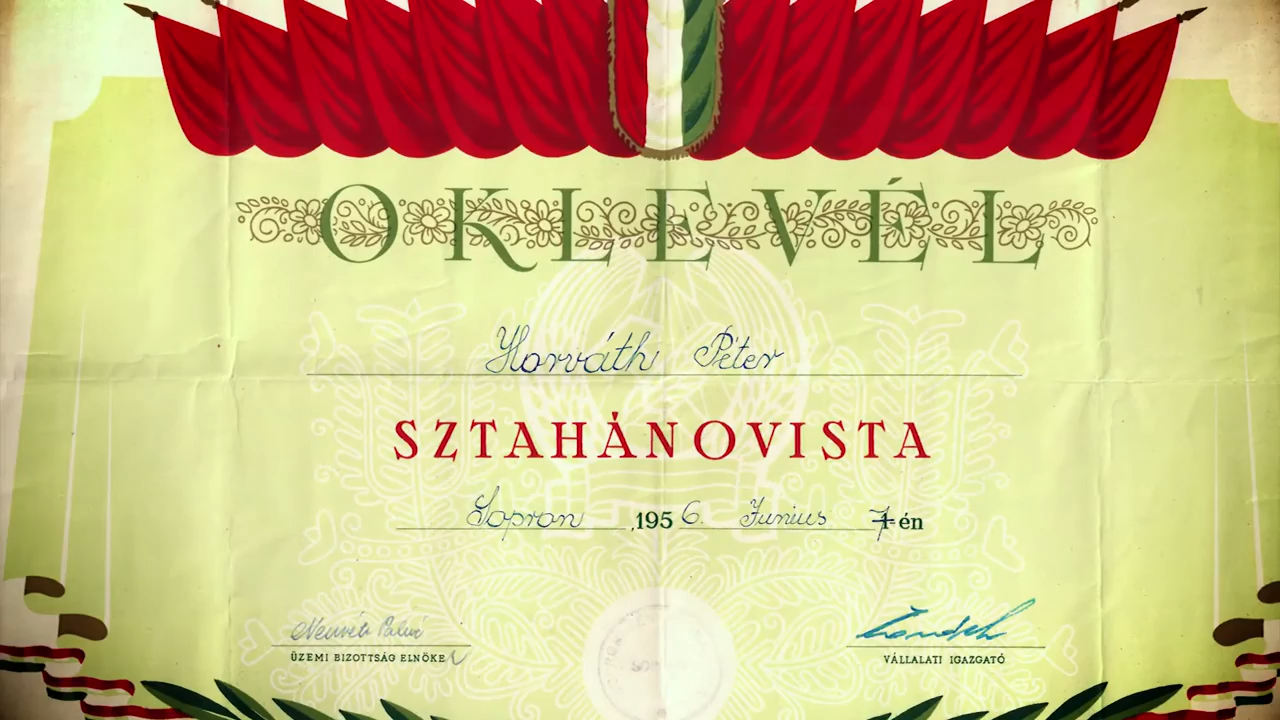 OKLEVÉL
Horváth Péter
SZTAHÁNOVISTA
Sopron ,1956. Junius 7-én
ÜZEMI BIZOTTSÁG ELNÖKE
VÁLLALATI IGAZGATÓ